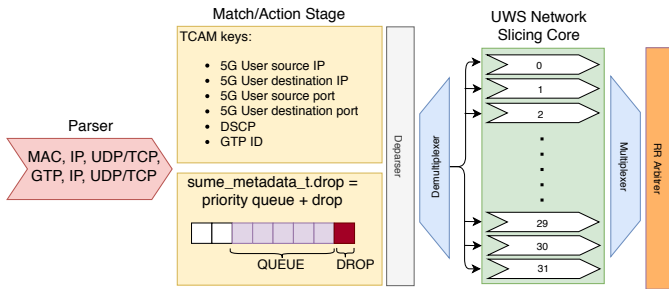 Match/Action Stage
UWS Network
Slicing Core
TCAM keys:
• 5G User source IP
• 5G User destination IP
• 5G User source port
• 5G User destination port
• DSCP
• GTP ID
Parser
MAC, IP, UDP/TCP,
GTP, IP, UDP/TCP
sume_metadata_t.drop =
priority queue + drop
QUEUE
DROP
Deparser
Demultiplexer
0
1
2
29
30
31
Multiplexer
RR Arbitrer